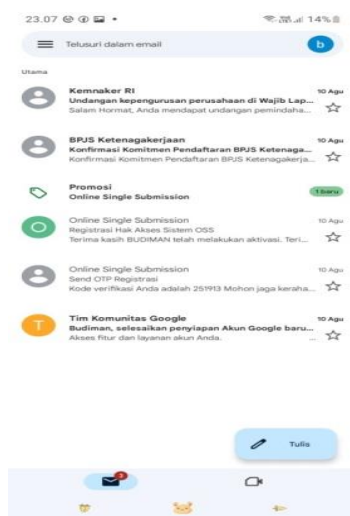 23.07
14%
Telusuri dalam email
b
Utama
Kemnaker RI
10 Agu
Undangan kepengurusan perusahaan di Wajib Lap...
Salam Hormat, Anda mendapat undangan pemindaha...
BPJS Ketenagakerjaan
10 Agu
Konfirmasi Komitmen Pendaftaran BPJS Ketenaga...
Konfirmasi Komitmen Pendaftaran BPJS Ketenagakerja...
Promosi
1 baru
Online Single Submission
O
Online Single Submission
10 Agu
Registrasi Hak Akses Sistem OSS
Terima kasih BUDIMAN telah melakukan aktivasi. Teri...
Online Single Submission
10 Agu
Send OTP Registrasi
Kode verifikasi Anda adalah 251913 Mohon jaga keraha...
T
Tim Komunitas Google
10 Agu
Budiman, selesaikan penyiapan Akun Google baru...
Akses fitur dan layanan akun Anda. ...
Tulis
3